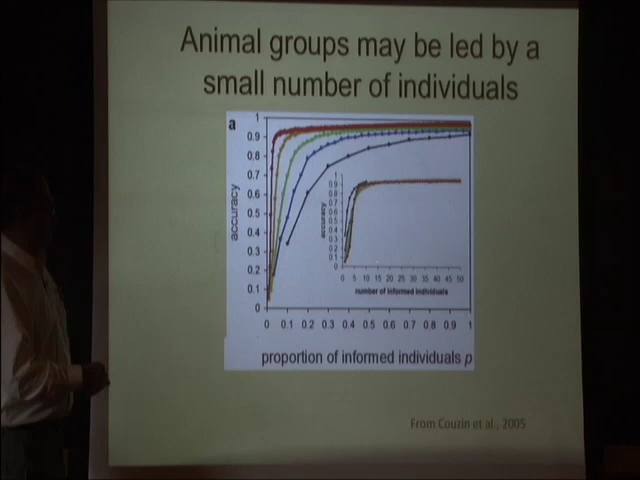 Animal groups may be led by a
small number of individuals
a
1
0.9
0.8
0.7
0.6
0.5
0.4
0.3
0.2
0.1
0
accuracy
0 0.1 0.2 0.3 0.4 0.5 0.6 0.7 0.8 0.9 1
proportion of informed individuals p
1
0.9
0.8
0.7
0.6
0.5
0.4
0.3
0.2
0.1
0
accuracy
0 5 10 15 20 25 30 35 40 45 50
number of informed individuals
From Couzin et al., 2005